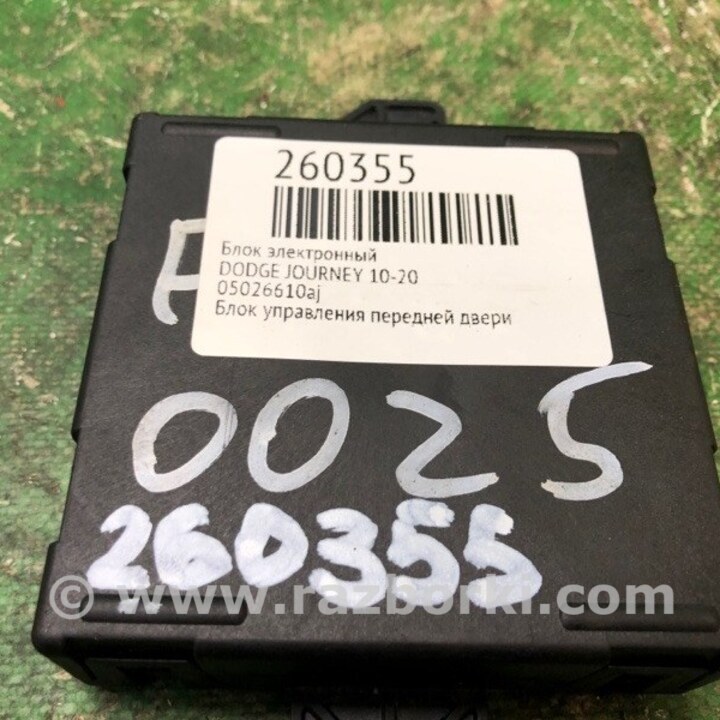 260355
Блок электронный
DODGE JOURNEY 10-20
05026610aj
Блок управления передней двери
0025
260355
© www.razborki.com